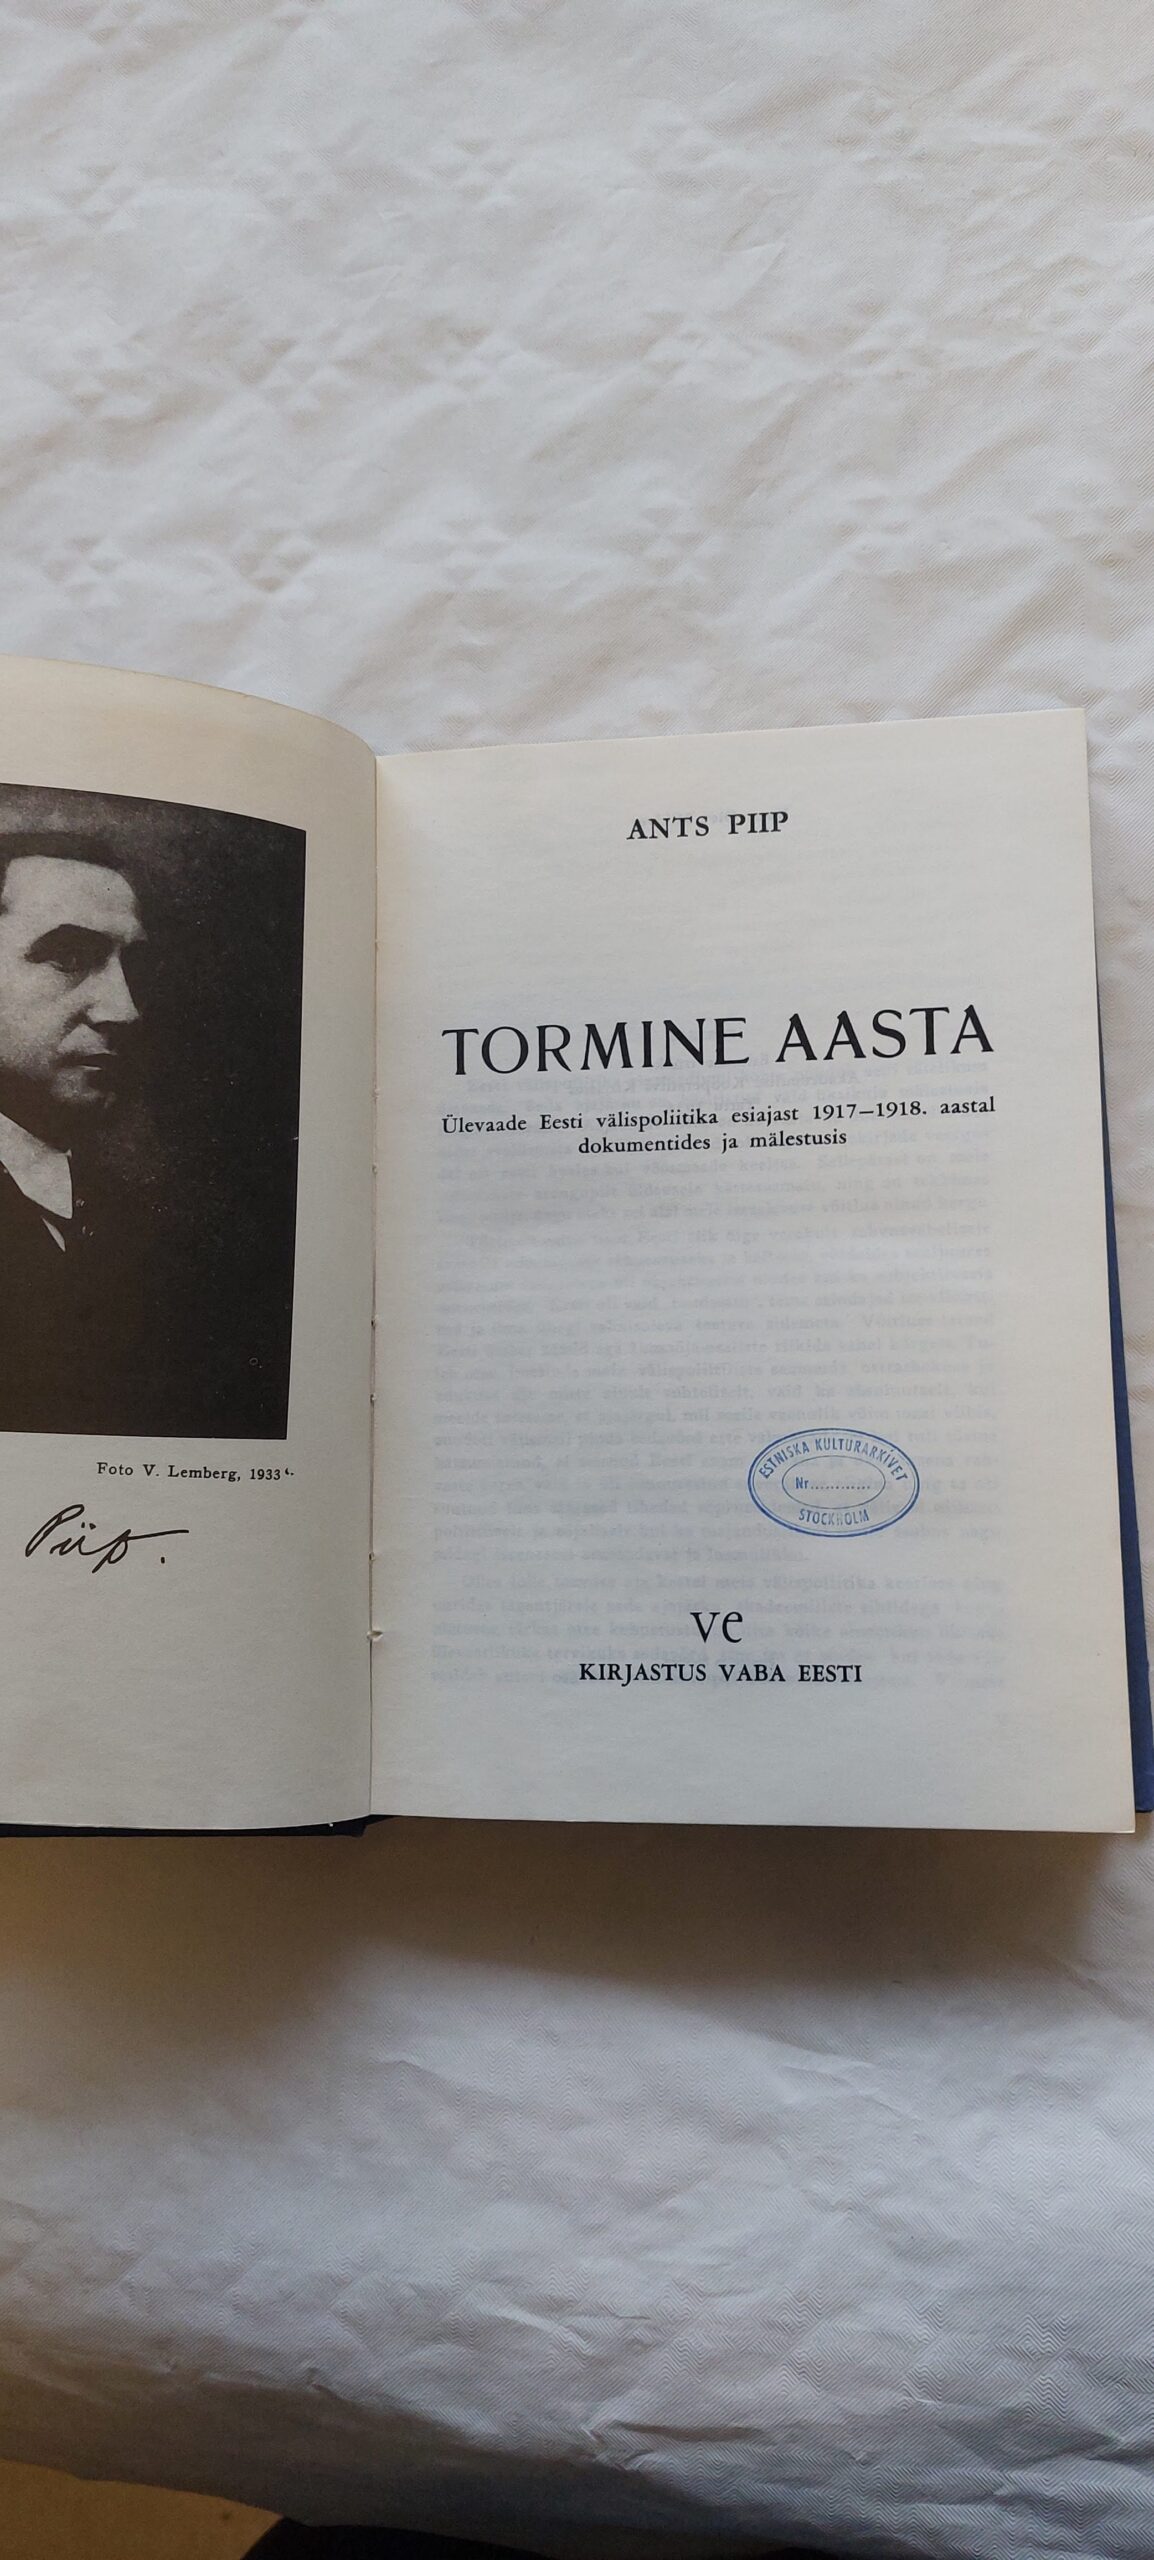 Foto V. Lemberg, 1933
Piip.
ANTS PIIP
TORMINE AASTA
Ülevaade Eesti välispoliitika esiajast 1917–1918. aastal
dokumentides ja mälestusis
ESTNISKA KULTURARKIVET
Nr............
STOCKHOLM
ve
KIRJASTUS VABA EESTI